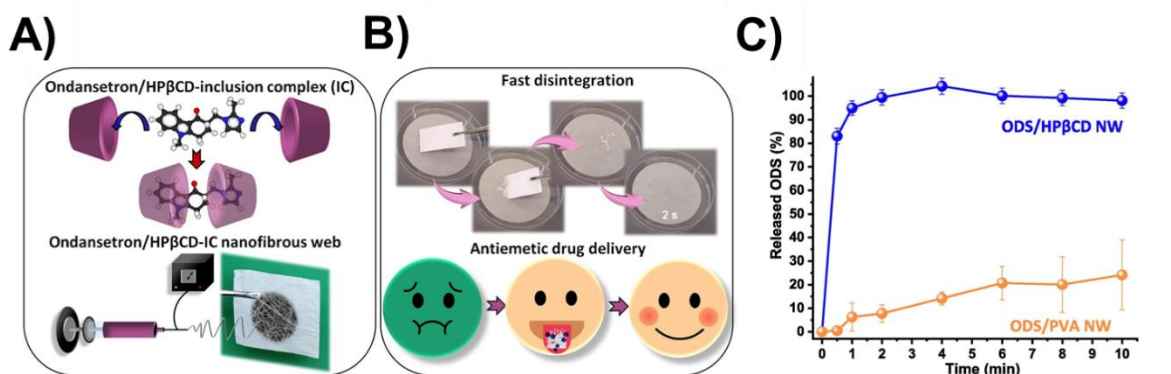 A)
Ondansetron/HPβCD-inclusion complex (IC)
Ondansetron/HPβCD-IC nanofibrous web
B)
Fast disintegration
2 s
Antiemetic drug delivery
C)
Released ODS (%)
100
90
80
70
60
50
40
30
20
10
0
ODS/HPβCD NW
ODS/PVA NW
0 1 2 3 4 5 6 7 8 9 10
Time (min)